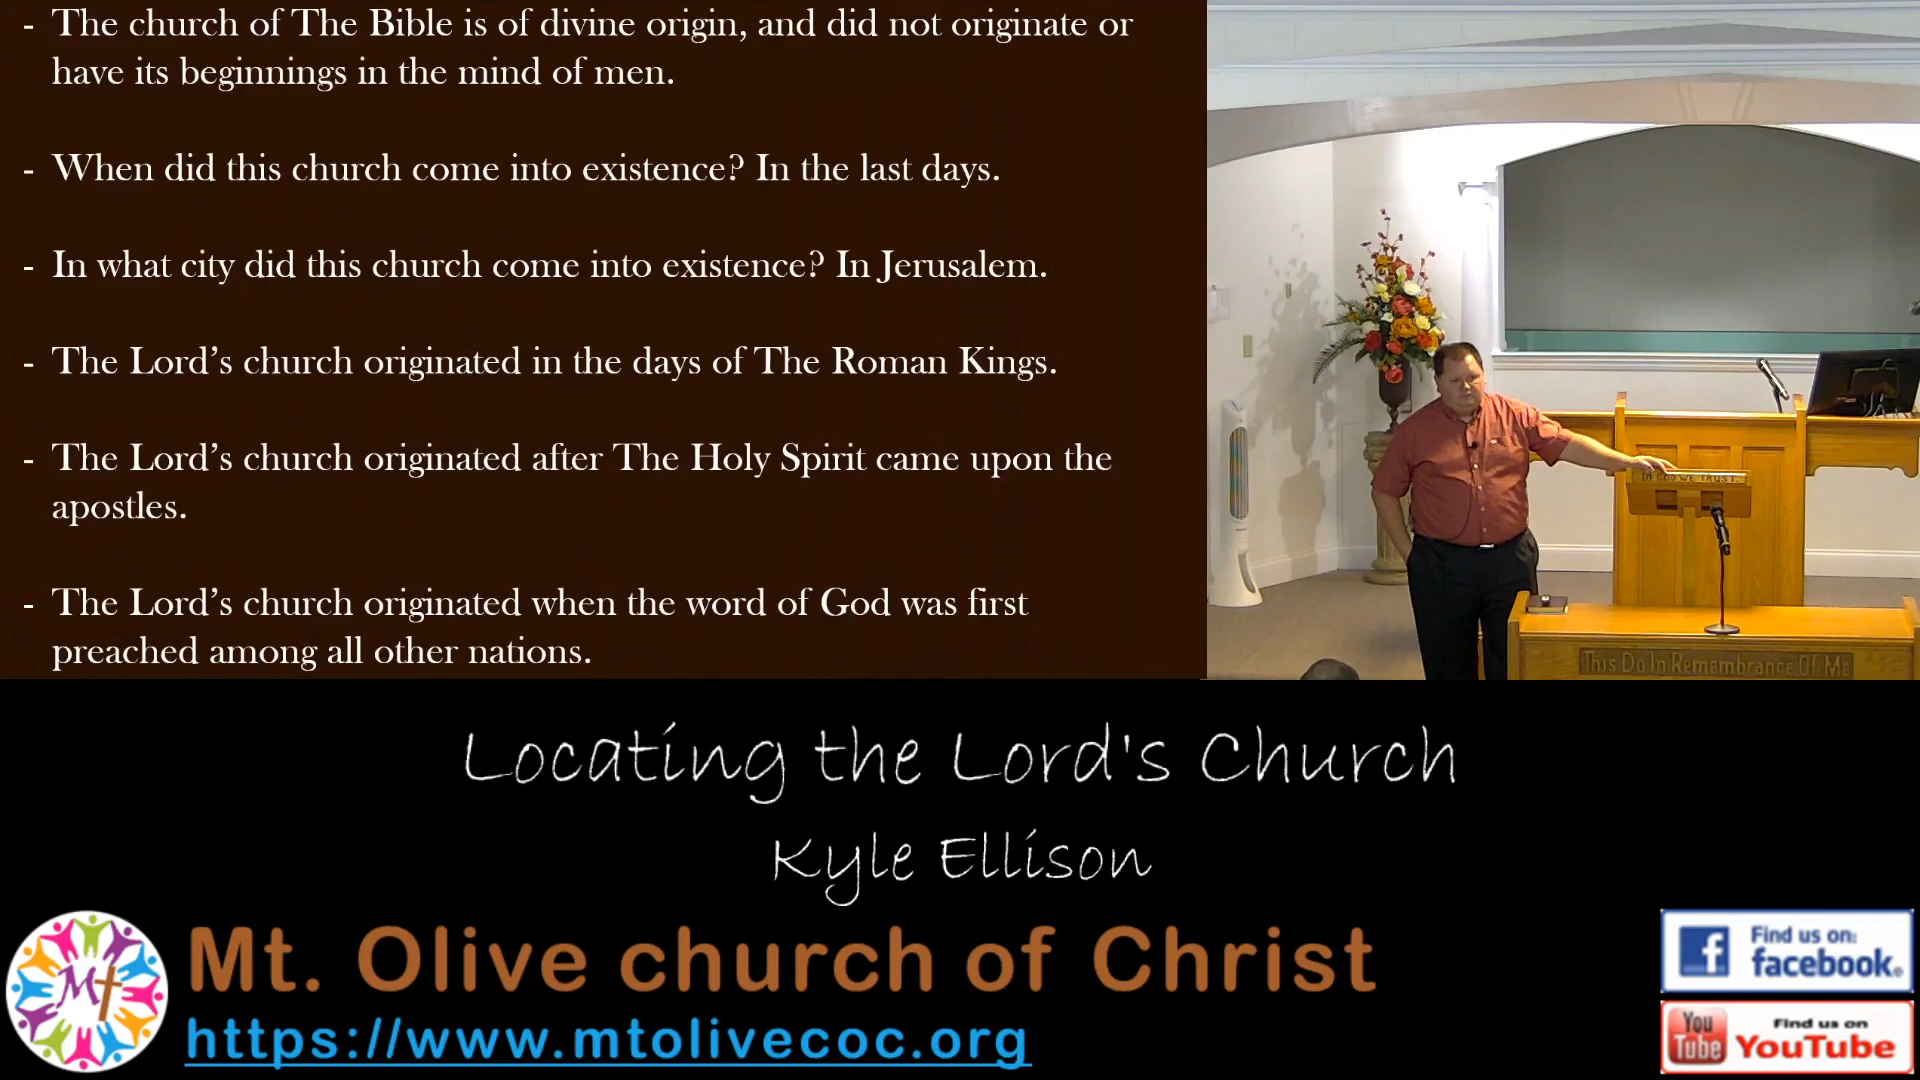 - The church of The Bible is of divine origin, and did not originate or
have its beginnings in the mind of men.
- When did this church come into existence? In the last days.
- In what city did this church come into existence? In Jerusalem.
- The Lord's church originated in the days of The Roman Kings.
- The Lord's church originated after The Holy Spirit came upon the
apostles.
- The Lord's church originated when the word of God was first
preached among all other nations.
IN GOD WE TRUST
This Do In Remembrance Of Me
Locating the Lord's Church
Kyle Ellison
Mt
Mt. Olive church of Christ
https://www.mtolivecoc.org
Find us on:
facebook.
You
Tube
Find us on
YouTube